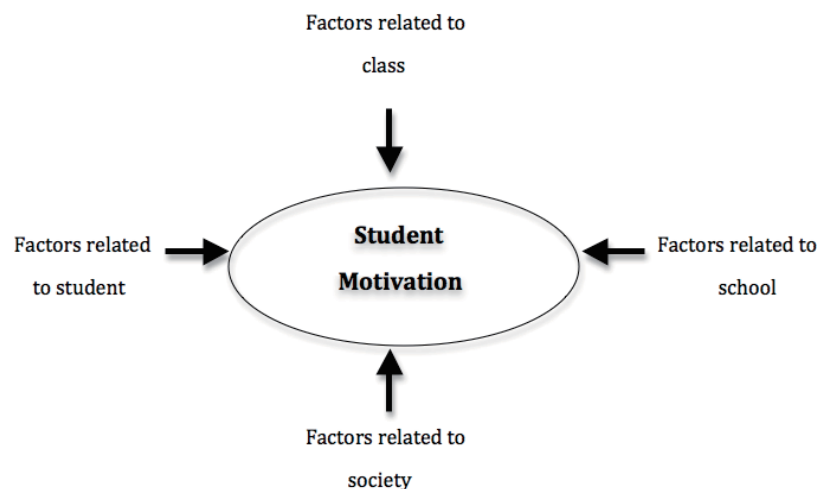 Factors related to
class
Student
Motivation
Factors related
to student
Factors related to
school
Factors related to
society